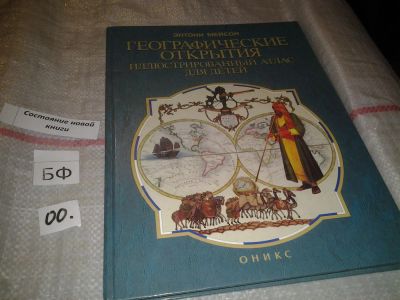 ЭНТОНИ МЕЙСОН
ГЕОГРАФИЧЕСКИЕ
ОТКРЫТИЯ
ИЛЛЮСТРИРОВАННЫЙ АТЛАС
ДЛЯ ДЕТЕЙ
ОНИКС
Состояние новой
книги
БФ
00.